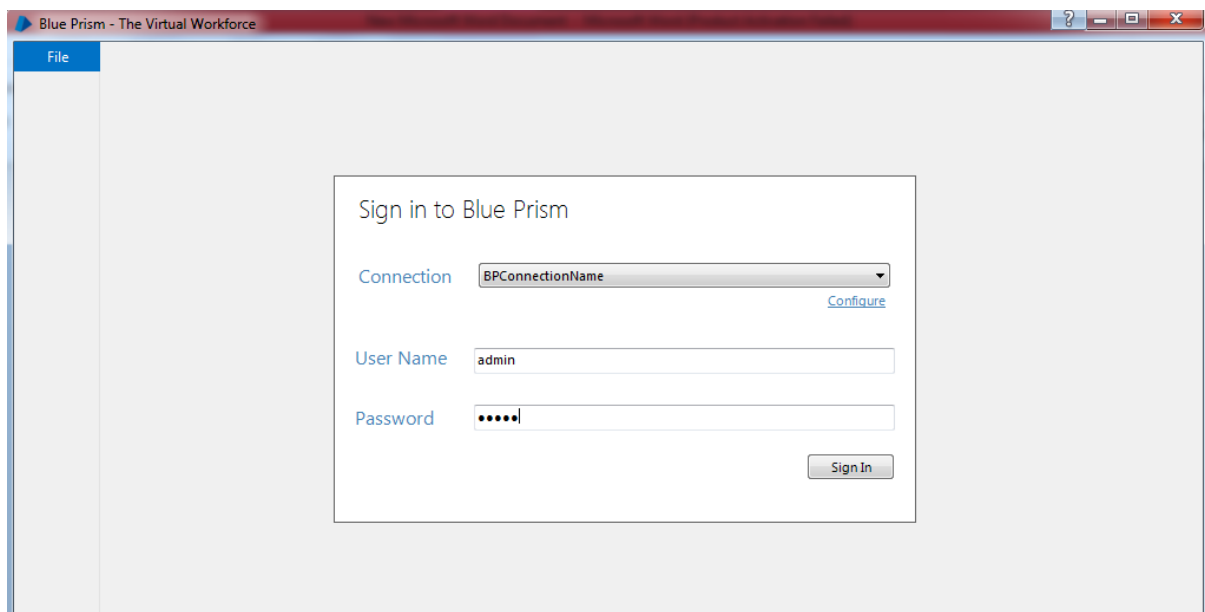 Blue Prism - The Virtual Workforce
File
Sign in to Blue Prism
Connection BPConnectionName
Configure
User Name admin
Password •••••
Sign In